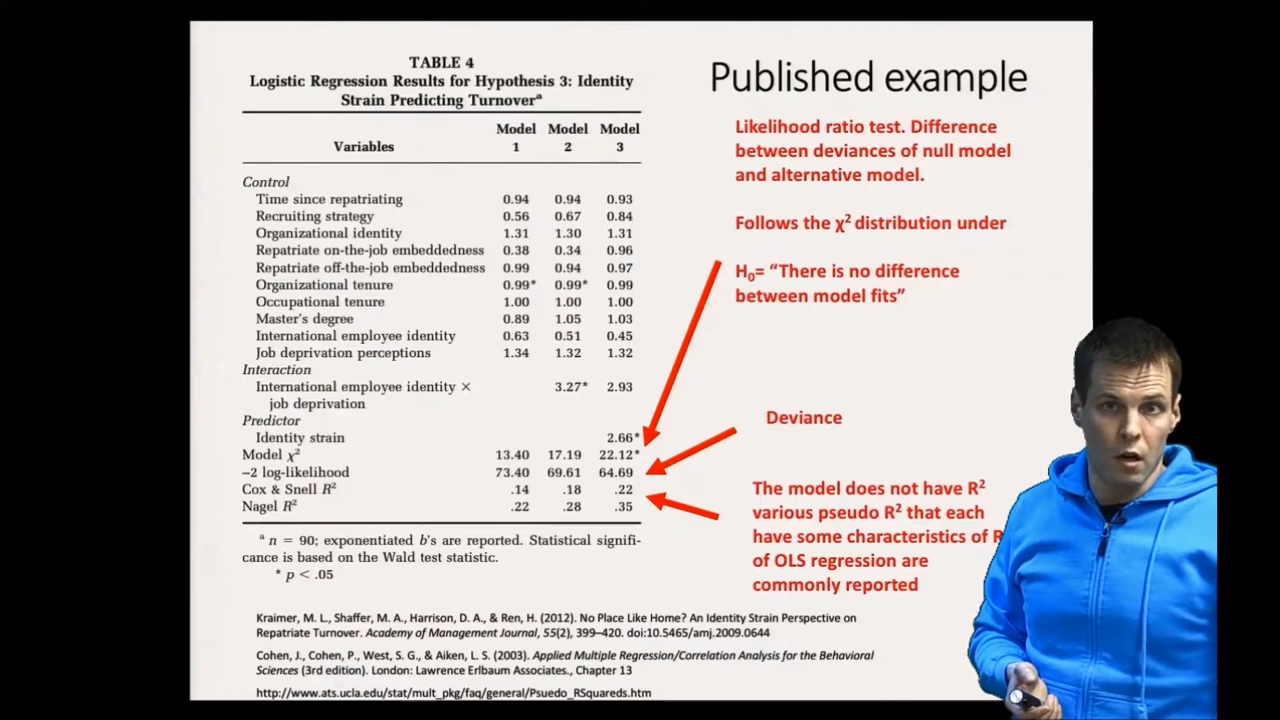 TABLE 4
Logistic Regression Results for Hypothesis 3: Identity
Strain Predicting Turnoverᵃ
Variables Model 1 Model 2 Model 3
Control
Time since repatriating 0.94 0.94 0.93
Recruiting strategy 0.56 0.67 0.84
Organizational identity 1.31 1.30 1.31
Repatriate on-the-job embeddedness 0.38 0.34 0.96
Repatriate off-the-job embeddedness 0.99 0.94 0.97
Organizational tenure 0.99* 0.99* 0.99
Occupational tenure 1.00 1.00 1.00
Master's degree 0.89 1.05 1.03
International employee identity 0.63 0.51 0.45
Job deprivation perceptions 1.34 1.32 1.32
Interaction
International employee identity × 3.27* 2.93
job deprivation
Predictor
Identity strain 2.66*
Model χ² 13.40 17.19 22.12*
−2 log-likelihood 73.40 69.61 64.69
Cox & Snell R² .14 .18 .22
Nagel R² .22 .28 .35
ᵃ n = 90; exponentiated b's are reported. Statistical signifi-
cance is based on the Wald test statistic.
* p < .05
Published example
Likelihood ratio test. Difference
between deviances of null model
and alternative model.
Follows the χ² distribution under
H₀= “There is no difference
between model fits”
Deviance
The model does not have R²
various pseudo R² that each
have some characteristics of R
of OLS regression are
commonly reported
Kraimer, M. L., Shaffer, M. A., Harrison, D. A., & Ren, H. (2012). No Place Like Home? An Identity Strain Perspective on
Repatriate Turnover. Academy of Management Journal, 55(2), 399–420. doi:10.5465/amj.2009.0644
Cohen, J., Cohen, P., West, S. G., & Aiken, L. S. (2003). Applied Multiple Regression/Correlation Analysis for the Behavioral
Sciences (3rd edition). London: Lawrence Erlbaum Associates., Chapter 13
http://www.ats.ucla.edu/stat/mult_pkg/faq/general/Psuedo_RSquareds.htm